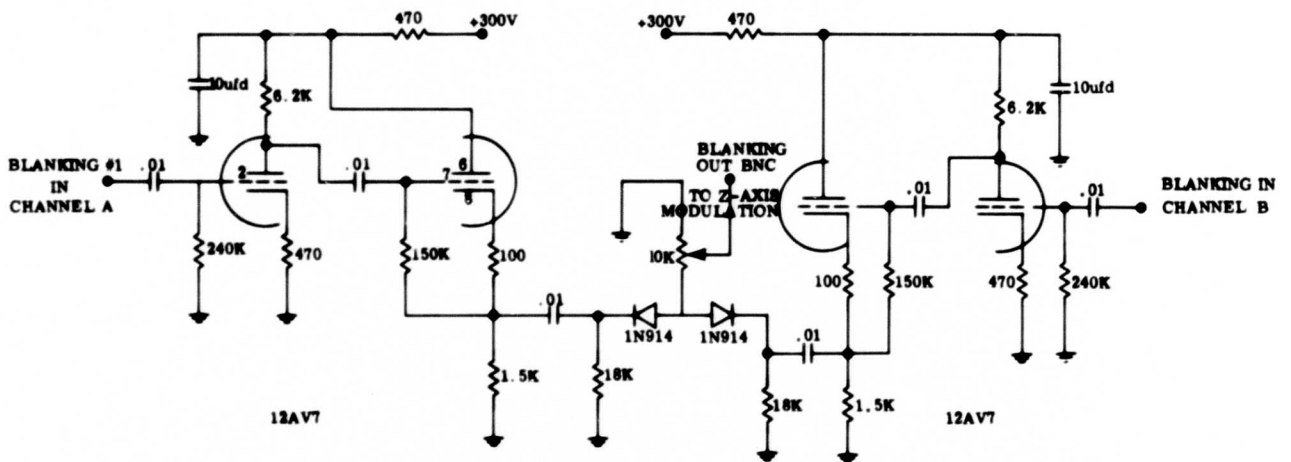 470
+300V
+300V
470
10ufd
6.2K
6.2K
10ufd
BLANKING #1
IN
CHANNEL A
.01
2
.01
7
6
8
BLANKING
OUT BNC
TO Z-AXIS
MODULATION
.01
.01
BLANKING IN
CHANNEL B
240K
470
150K
100
10K
100
150K
470
240K
.01
1N914
1N914
.01
1.5K
18K
18K
1.5K
12AV7
12AV7